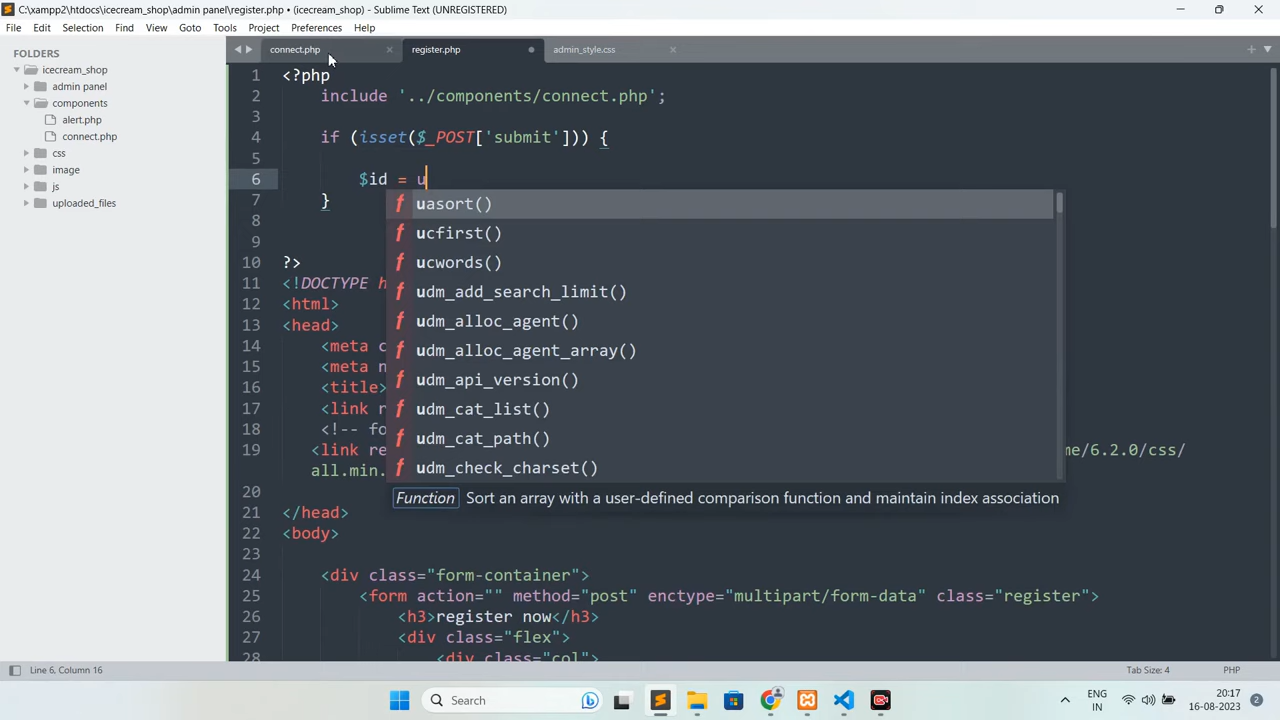 C:\xampp2\htdocs\icecream_shop\admin panel\register.php • (icecream_shop) - Sublime Text (UNREGISTERED)
File Edit Selection Find View Goto Tools Project Preferences Help
FOLDERS
icecream_shop
admin panel
components
alert.php
connect.php
css
image
js
uploaded_files
connect.php register.php admin_style.css
1 <?php
2 include '../components/connect.php';
3
4 if (isset($_POST['submit'])) {
5
6 $id = u
7 }
8
9
10 ?>
11 <!DOCTYPE h
12 <html>
13 <head>
14 <meta c
15 <meta n
16 <title>
17 <link r
18 <!-- fo
19 <link re me/6.2.0/css/
all.min.
20
21 </head>
22 <body>
23
24 <div class="form-container">
25 <form action="" method="post" enctype="multipart/form-data" class="register">
26 <h3>register now</h3>
27 <div class="flex">
28 <div class="col">
uasort()
ucfirst()
ucwords()
udm_add_search_limit()
udm_alloc_agent()
udm_alloc_agent_array()
udm_api_version()
udm_cat_list()
udm_cat_path()
udm_check_charset()
Function Sort an array with a user-defined comparison function and maintain index association
Line 6, Column 16 Tab Size: 4 PHP
Search
ENG
IN
20:17
16-08-2023
2